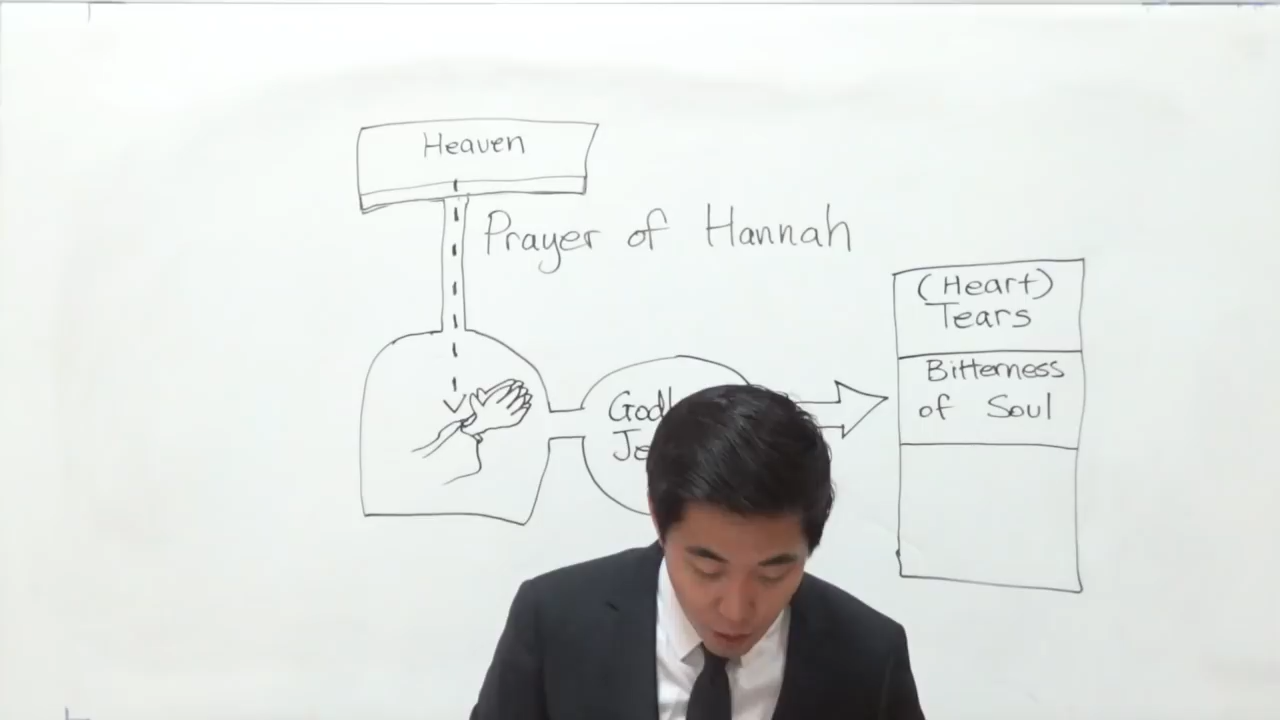 Heaven
Prayer of Hannah
(Heart)
Tears
Bitterness
of Soul